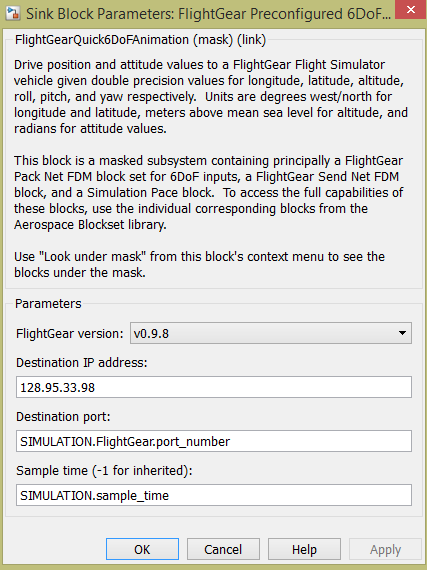 Sink Block Parameters: FlightGear Preconfigured 6DoF...
FlightGearQuick6DoFAnimation (mask) (link)
Drive position and attitude values to a FlightGear Flight Simulator
vehicle given double precision values for longitude, latitude, altitude,
roll, pitch, and yaw respectively.  Units are degrees west/north for
longitude and latitude, meters above mean sea level for altitude, and
radians for attitude values.
This block is a masked subsystem containing principally a FlightGear
Pack Net FDM block set for 6DoF inputs, a FlightGear Send Net FDM
block, and a Simulation Pace block.  To access the full capabilities of
these blocks, use the individual corresponding blocks from the
Aerospace Blockset library.
Use "Look under mask" from this block's context menu to see the
blocks under the mask.
Parameters
FlightGear version: v0.9.8
Destination IP address:
128.95.33.98
Destination port:
SIMULATION.FlightGear.port_number
Sample time (-1 for inherited):
SIMULATION.sample_time
OK Cancel Help Apply